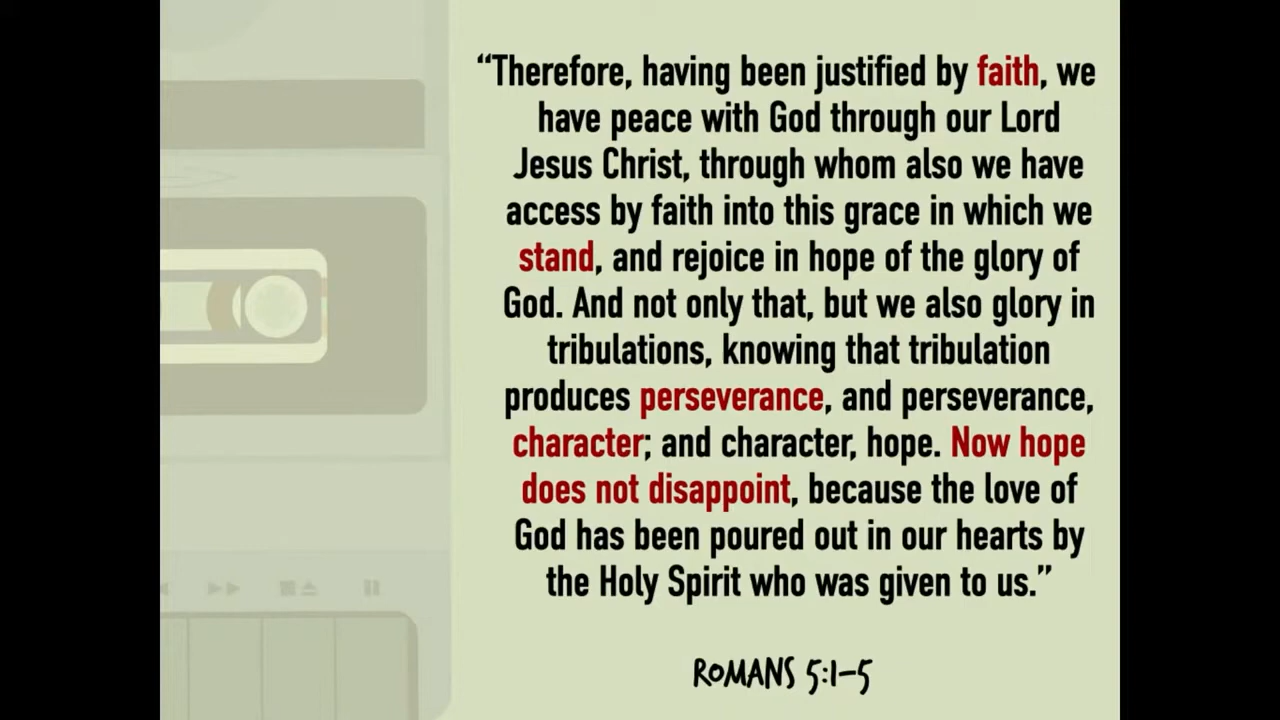 “Therefore, having been justified by faith, we
have peace with God through our Lord
Jesus Christ, through whom also we have
access by faith into this grace in which we
stand, and rejoice in hope of the glory of
God. And not only that, but we also glory in
tribulations, knowing that tribulation
produces perseverance, and perseverance,
character; and character, hope. Now hope
does not disappoint, because the love of
God has been poured out in our hearts by
the Holy Spirit who was given to us.”
ROMANS 5:1–5